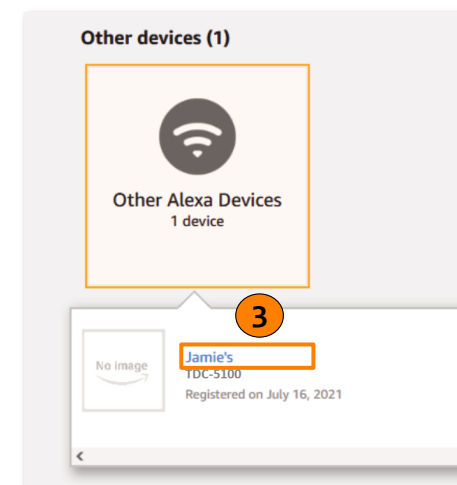 Other devices (1)
Other Alexa Devices
1 device
3
No image
Jamie's
TDC-5100
Registered on July 16, 2021
<